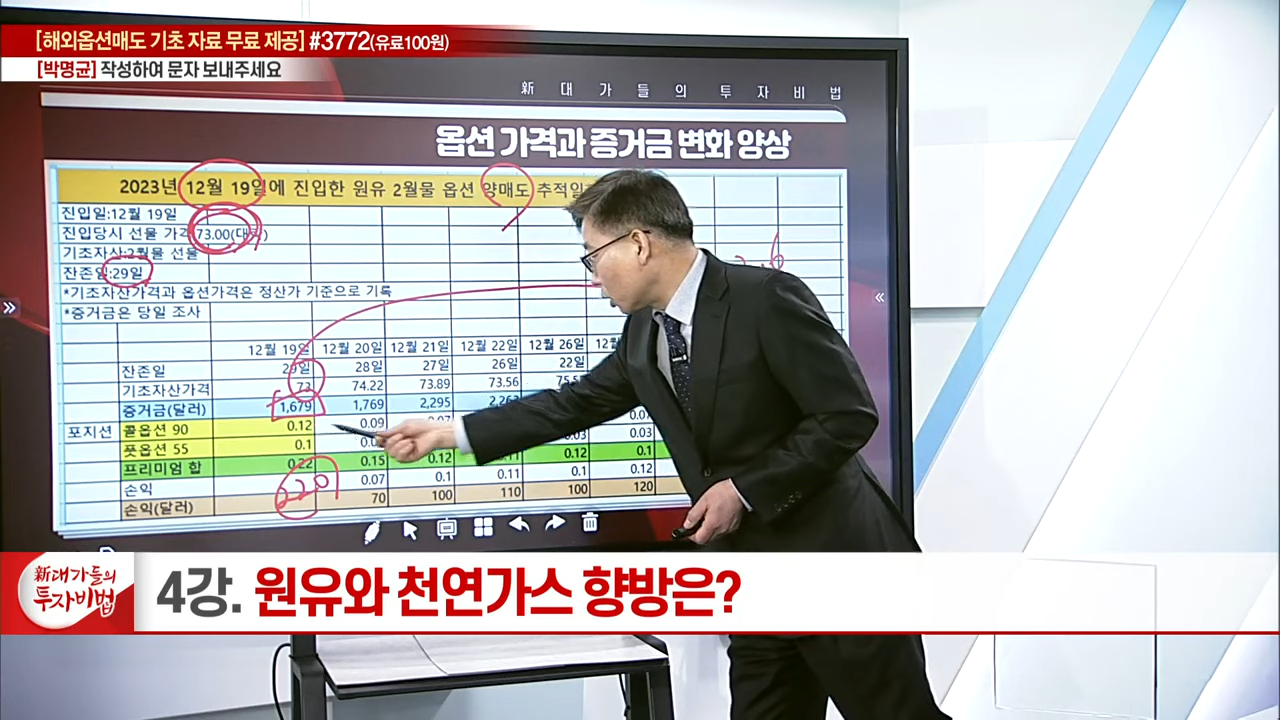 [해외옵션매도 기초 자료 무료 제공] #3772(유료100원)
[박명균] 작성하여 문자 보내주세요
新 대 가 들 의 투 자 비 법
옵션 가격과 증거금 변화 양상
2023년 12월 19일에 진입한 원유 2월물 옵션 양매도 추적일
진입일:12월 19일
진입당시 선물 가격73.00(대
기초자산:2월물 선물
잔존일:29일
*기초자산가격과 옵션가격은 정산가 기준으로 기록
*증거금은 당일 조사
12월 19일 12월 20일 12월 21일 12월 22일 12월 26일 12
잔존일 29일 28일 27일 26일 22일
기초자산가격 73 74.22 73.89 73.56
증거금(달러) 1,679 1,769 2,295
포지션 콜옵션 90 0.12 0.09 0.07
풋옵션 55 0.1 0.03 0.03
프리미엄 합 0.22 0.15 0.12 0.11 0.12 0.1
손익 0.07 0.1 0.11 0.1 0.12
220
손익(달러) 70 100 110 100 120
新대가들의
투자비법
4강. 원유와 천연가스 향방은?